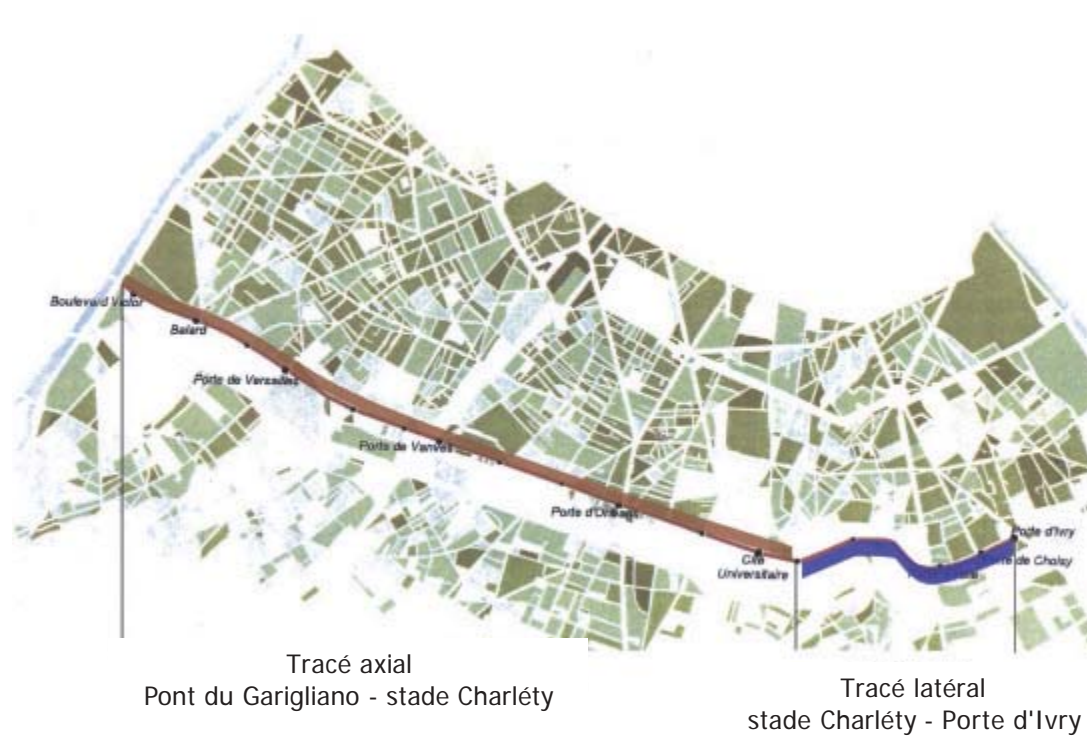 Boulevard Victor
Balard
Porte de Versailles
Porte de Vanves
Porte d'Orléans
Cité
Universitaire
Porte d'Ivry
de Choisy
Tracé axial
Pont du Garigliano - stade Charléty
Tracé latéral
stade Charléty - Porte d'Ivry